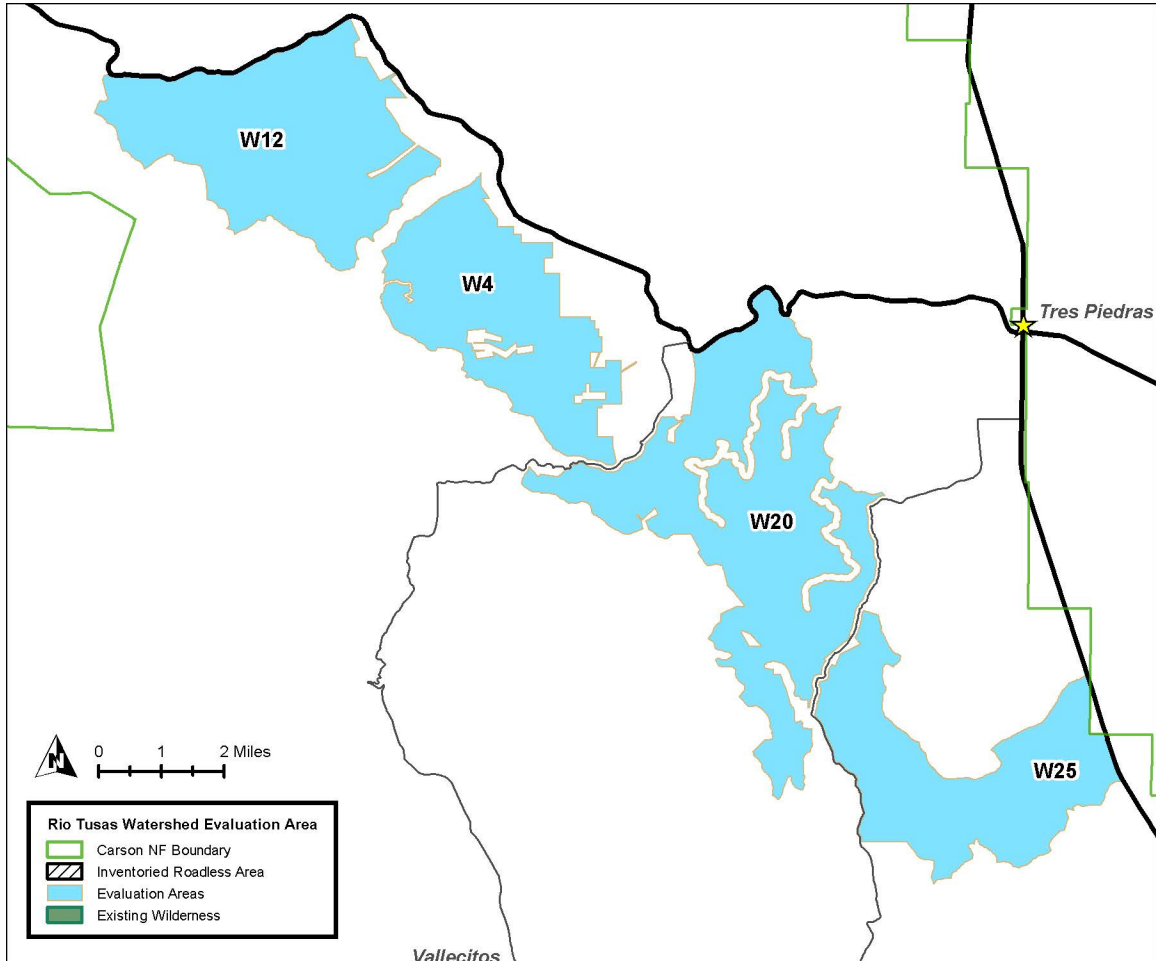 W12
W4
Tres Piedras
W20
W25
N
0 1 2 Miles
Rio Tusas Watershed Evaluation Area
Carson NF Boundary
Inventoried Roadless Area
Evaluation Areas
Existing Wilderness
Vallecitos